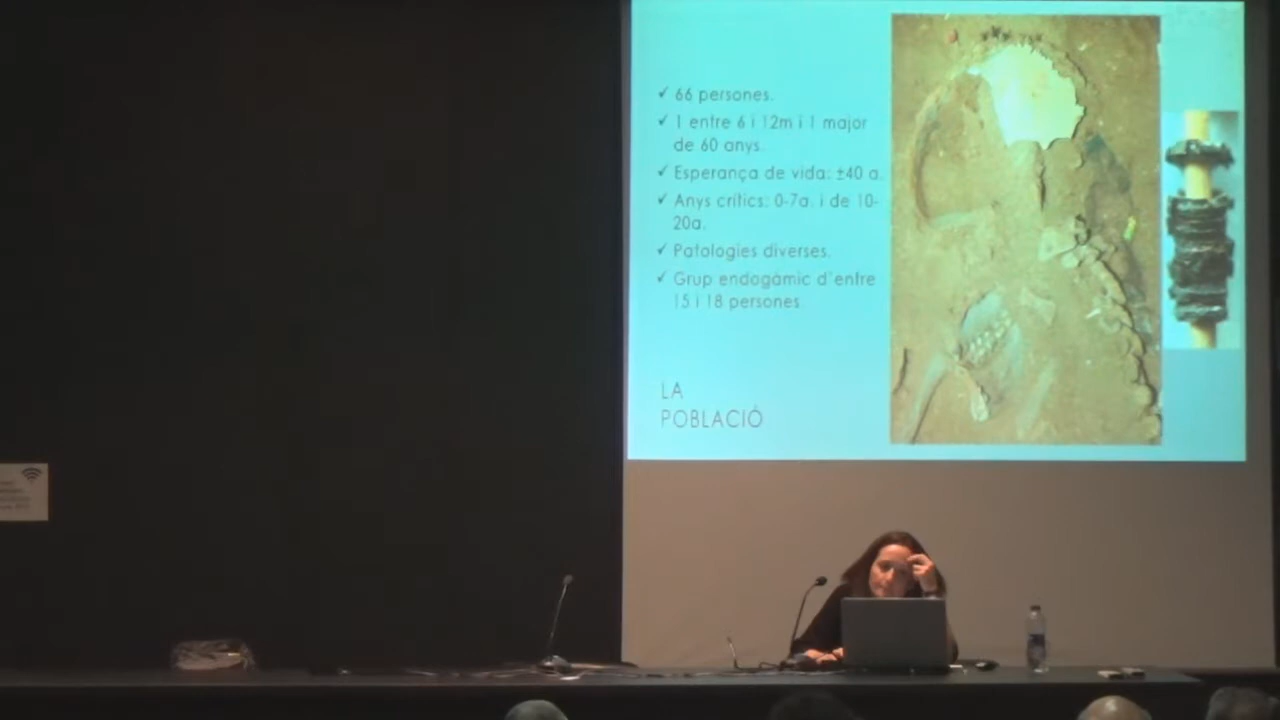 ✓ 66 persones.
✓ 1 entre 6 i 12m i 1 major
de 60 anys.
✓ Esperança de vida: ±40 a.
✓ Anys crítics: 0-7a. i de 10-
20a.
✓ Patologies diverses.
✓ Grup endogàmic d'entre
15 i 18 persones.
LA
POBLACIÓ